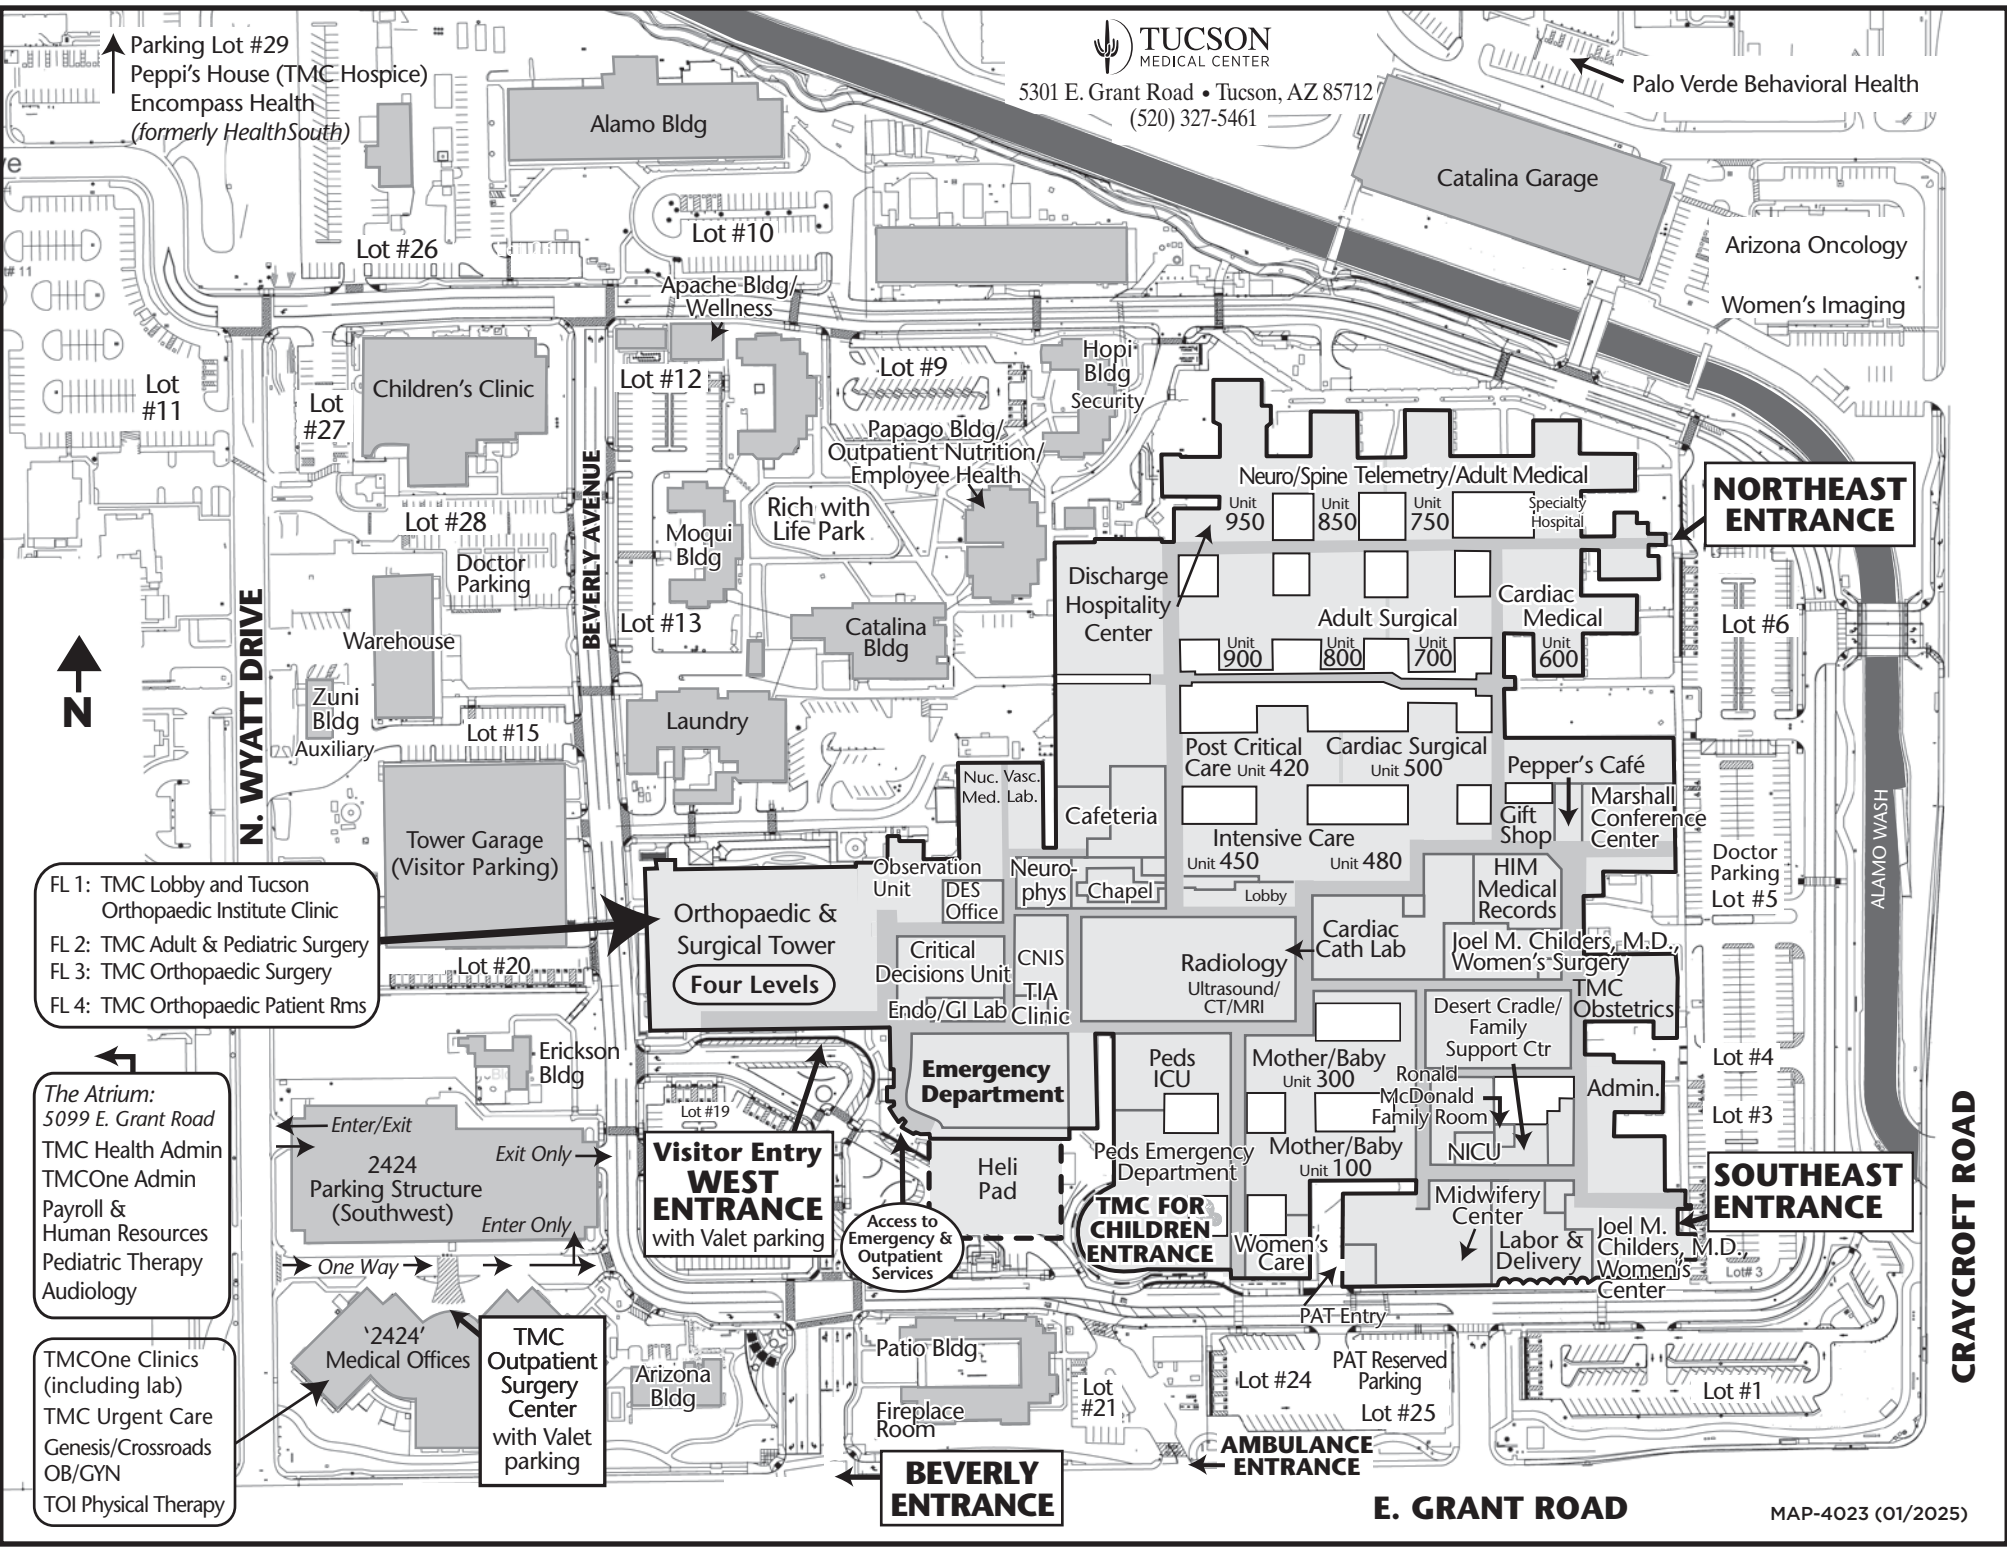 Parking Lot #29
Peppi's House (TMC Hospice)
Encompass Health
(formerly HealthSouth)
TUCSON
MEDICAL CENTER
5301 E. Grant Road • Tucson, AZ 85712
(520) 327-5461
Palo Verde Behavioral Health
Alamo Bldg
Catalina Garage
Arizona Oncology
Women's Imaging
Lot #26
Lot #10
Apache Bldg/
Wellness
Lot
#11
Lot
#27
Children's Clinic
Lot #12
Lot #9
Hopi
Bldg
Security
Papago Bldg/
Outpatient Nutrition/
Employee Health
Rich with
Life Park
Moqui
Bldg
Lot #28
Doctor
Parking
BEVERLY AVENUE
N. WYATT DRIVE
Warehouse
Lot #13
Catalina
Bldg
Zuni
Bldg
Auxiliary
Lot #15
Laundry
N
Neuro/Spine Telemetry/Adult Medical
Unit
950
Unit
850
Unit
750
Specialty
Hospital
NORTHEAST
ENTRANCE
Discharge
Hospitality
Center
Adult Surgical
Cardiac
Medical
Unit
900
Unit
800
Unit
700
Unit
600
Lot #6
Post Critical
Care Unit 420
Cardiac Surgical
Unit 500
Pepper's Café
Gift
Shop
Marshall
Conference
Center
Nuc.
Med.
Vasc.
Lab.
Cafeteria
Intensive Care
Unit 450
Unit 480
Lobby
HIM
Medical
Records
Doctor
Parking
Lot #5
ALAMO WASH
Tower Garage
(Visitor Parking)
FL 1: TMC Lobby and Tucson
Orthopaedic Institute Clinic
FL 2: TMC Adult & Pediatric Surgery
FL 3: TMC Orthopaedic Surgery
FL 4: TMC Orthopaedic Patient Rms
Lot #20
Orthopaedic &
Surgical Tower
Four Levels
Observation
Unit
DES
Office
Neuro-
phys
Chapel
Critical
Decisions Unit
Endo/GI Lab
CNIS
TIA
Clinic
Radiology
Ultrasound/
CT/MRI
Cardiac
Cath Lab
Joel M. Childers, M.D.,
Women's Surgery
TMC
Obstetrics
Desert Cradle/
Family
Support Ctr
Erickson
Bldg
Emergency
Department
Peds
ICU
Mother/Baby
Unit 300
Ronald
McDonald
Family Room
Admin.
Lot #4
Lot #3
The Atrium:
5099 E. Grant Road
TMC Health Admin
TMCOne Admin
Payroll &
Human Resources
Pediatric Therapy
Audiology
Enter/Exit
2424
Parking Structure
(Southwest)
Exit Only
Enter Only
One Way
Lot #19
Visitor Entry
WEST
ENTRANCE
with Valet parking
Access to
Emergency &
Outpatient
Services
Heli
Pad
Peds Emergency
Department
TMC FOR
CHILDREN
ENTRANCE
Mother/Baby
Unit 100
NICU
Women's
Care
Midwifery
Center
Labor &
Delivery
Joel M.
Childers, M.D.,
Women's
Center
SOUTHEAST
ENTRANCE
Lot# 3
CRAYCROFT ROAD
PAT Entry
TMCOne Clinics
(including lab)
TMC Urgent Care
Genesis/Crossroads
OB/GYN
TOI Physical Therapy
'2424'
Medical Offices
TMC
Outpatient
Surgery
Center
with Valet
parking
Arizona
Bldg
Patio Bldg
Fireplace
Room
Lot
#21
Lot #24
PAT Reserved
Parking
Lot #25
Lot #1
BEVERLY
ENTRANCE
AMBULANCE
ENTRANCE
E. GRANT ROAD
MAP-4023 (01/2025)